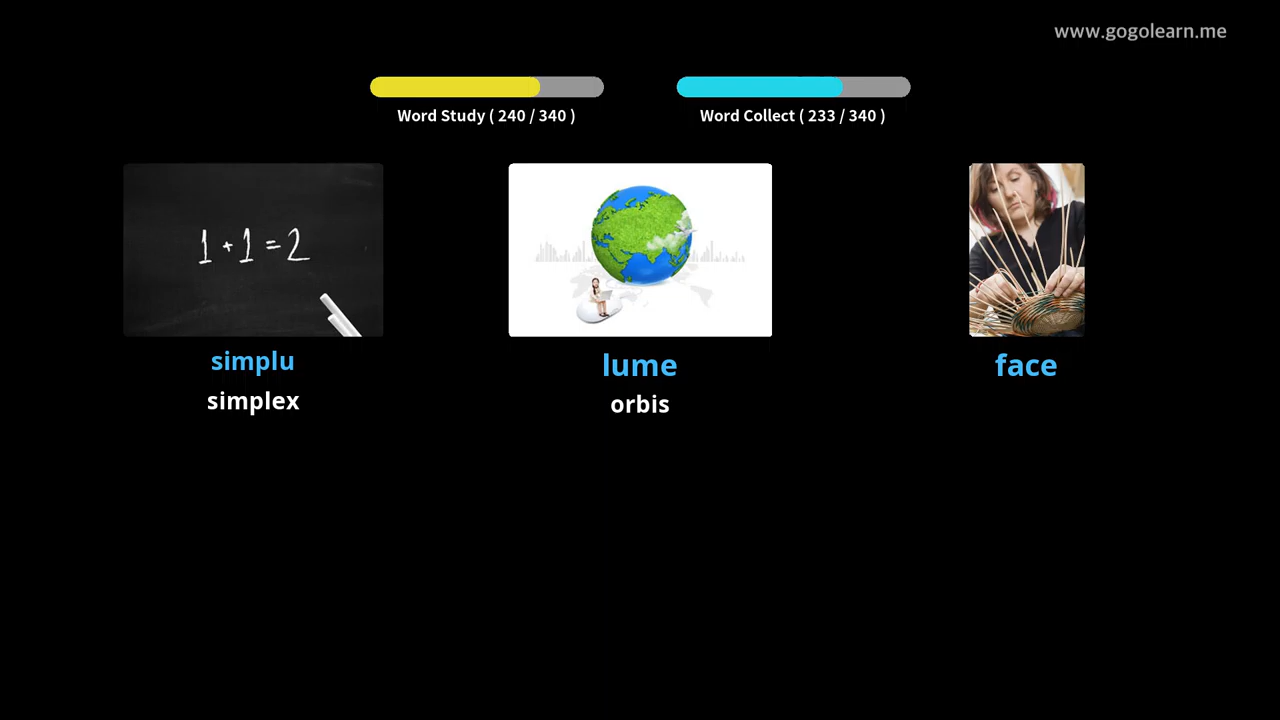 www.gogolearn.me
Word Study ( 240 / 340 )
Word Collect ( 233 / 340 )
1 + 1 = 2
simplu
simplex
lume
orbis
face